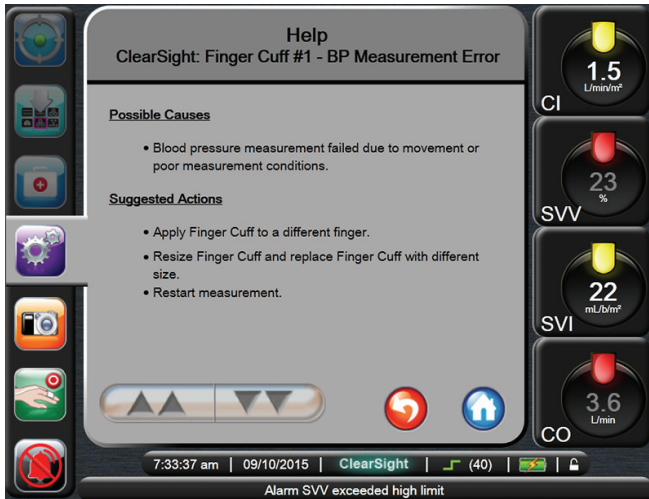 Help
ClearSight: Finger Cuff #1 - BP Measurement Error
Possible Causes
• Blood pressure measurement failed due to movement or
poor measurement conditions.
Suggested Actions
• Apply Finger Cuff to a different finger.
• Resize Finger Cuff and replace Finger Cuff with different
size.
• Restart measurement.
1.5
L/min/m²
CI
23
%
SVV
22
mL/b/m²
SVI
3.6
L/min
CO
7:33:37 am | 09/10/2015 | ClearSight | (40) | |
Alarm SVV exceeded high limit